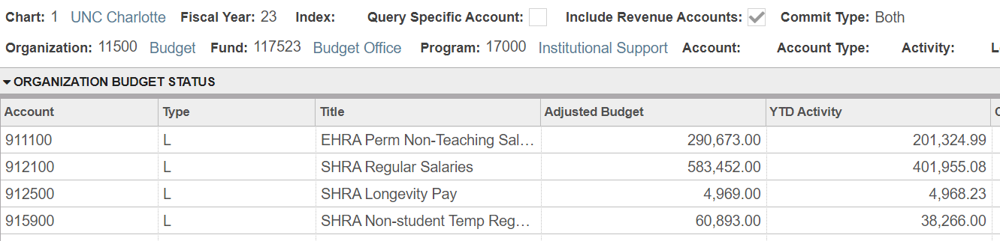 Chart: 1 UNC Charlotte Fiscal Year: 23 Index: Query Specific Account: Include Revenue Accounts: Commit Type: Both
Organization: 11500 Budget Fund: 117523 Budget Office Program: 17000 Institutional Support Account: Account Type: Activity: L
ORGANIZATION BUDGET STATUS
Account Type Title Adjusted Budget YTD Activity
911100 L EHRA Perm Non-Teaching Sal... 290,673.00 201,324.99
912100 L SHRA Regular Salaries 583,452.00 401,955.08
912500 L SHRA Longevity Pay 4,969.00 4,968.23
915900 L SHRA Non-student Temp Reg... 60,893.00 38,266.00